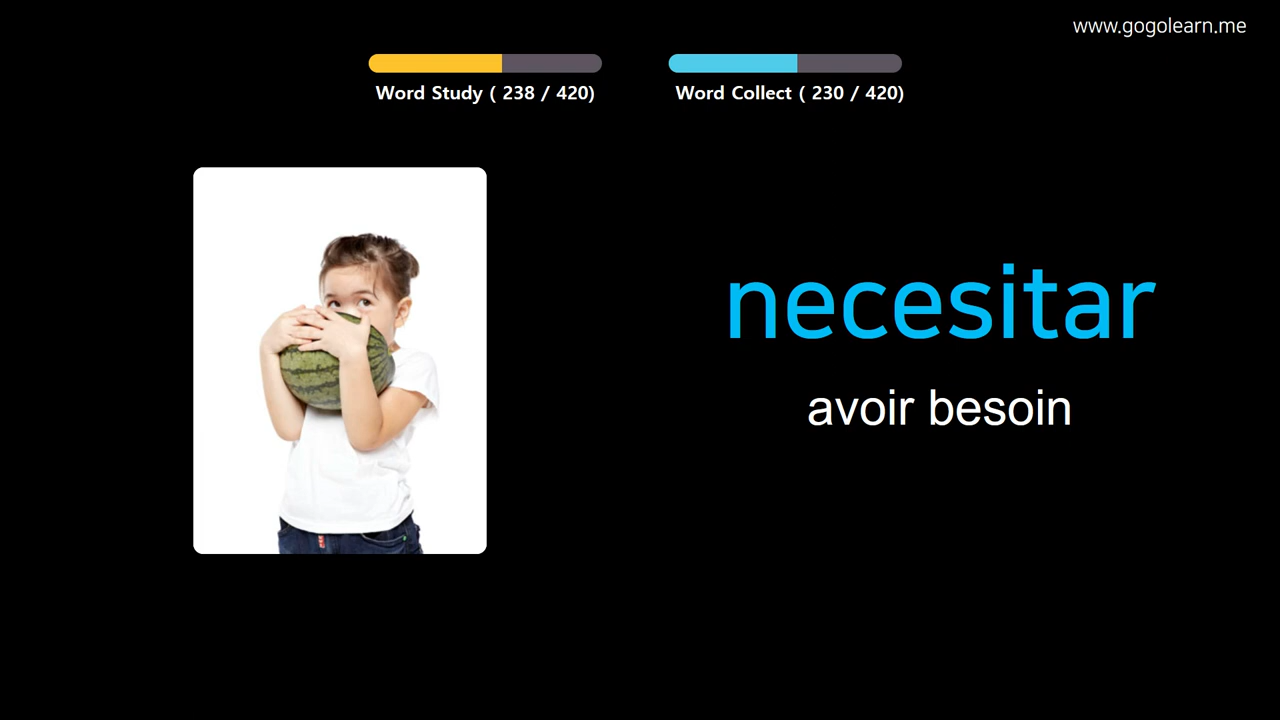 www.gogolearn.me
Word Study ( 238 / 420)
Word Collect ( 230 / 420)
necesitar
avoir besoin